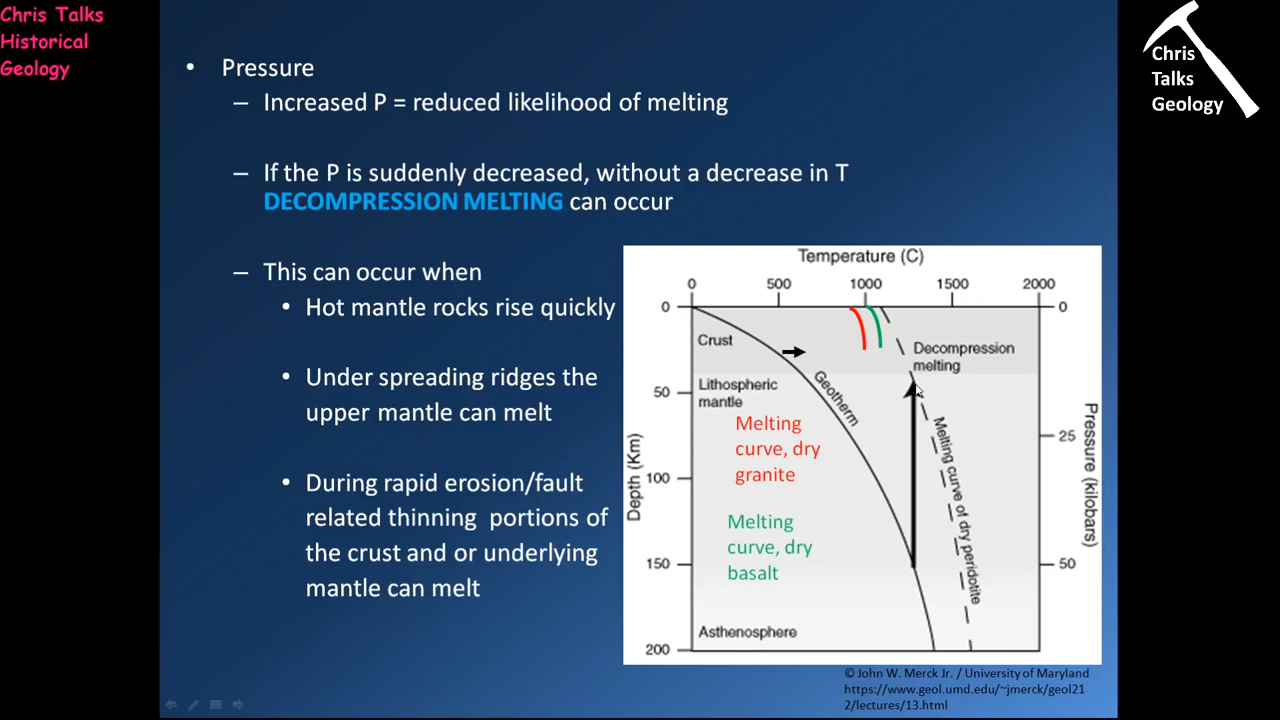 Chris Talks
Historical
Geology
Chris
Talks
Geology
• Pressure
– Increased P = reduced likelihood of melting
– If the P is suddenly decreased, without a decrease in T
DECOMPRESSION MELTING can occur
– This can occur when
• Hot mantle rocks rise quickly
• Under spreading ridges the
upper mantle can melt
• During rapid erosion/fault
related thinning portions of
the crust and or underlying
mantle can melt
Temperature (C)
0 500 1000 1500 2000
0
50
100
150
200
Depth (Km)
0
25
50
Pressure (kilobars)
Crust
Lithospheric
mantle
Geotherm
Decompression
melting
Melting curve of dry peridotite
Melting
curve, dry
granite
Melting
curve, dry
basalt
Asthenosphere
© John W. Merck Jr. / University of Maryland
https://www.geol.umd.edu/~jmerck/geol21
2/lectures/13.html